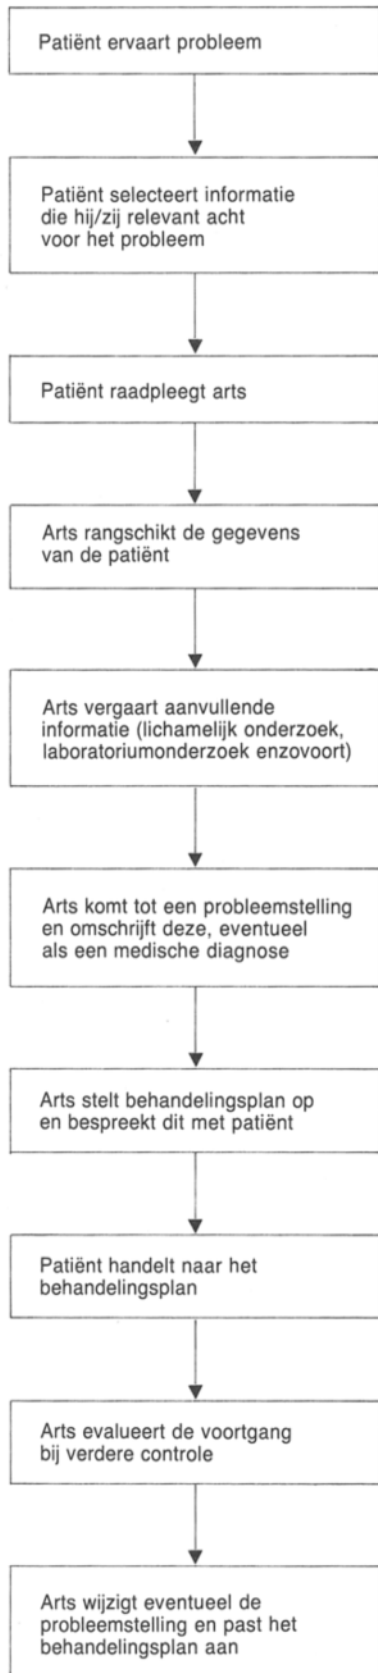 Patiënt ervaart probleem
Patiënt selecteert informatie
die hij/zij relevant acht
voor het probleem
Patiënt raadpleegt arts
Arts rangschikt de gegevens
van de patiënt
Arts vergaart aanvullende
informatie (lichamelijk onderzoek,
laboratoriumonderzoek enzovoort)
Arts komt tot een probleemstelling
en omschrijft deze, eventueel
als een medische diagnose
Arts stelt behandelingsplan op
en bespreekt dit met patiënt
Patiënt handelt naar het
behandelingsplan
Arts evalueert de voortgang
bij verdere controle
Arts wijzigt eventueel de
probleemstelling en past het
behandelingsplan aan